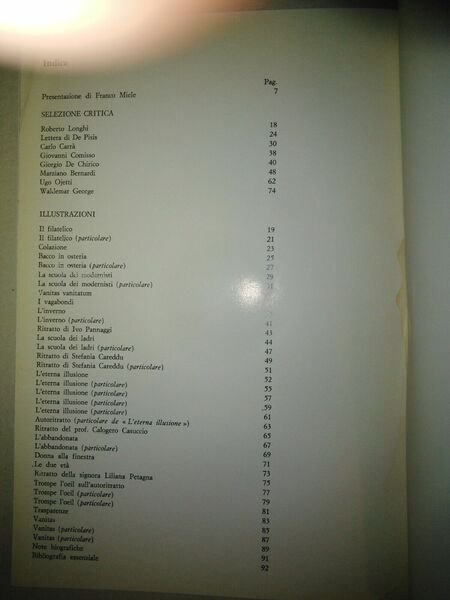 Indice
Pag.
Presentazione di Franco Miele 7
SELEZIONE CRITICA
Roberto Longhi 18
Lettera di De Pisis 24
Carlo Carrà 30
Giovanni Comisso 38
Giorgio De Chirico 40
Marziano Bernardi 48
Ugo Ojetti 62
Waldemar George 74
ILLUSTRAZIONI
Il filatelico 19
Il filatelico (particolare) 21
Colazione 23
Bacco in osteria 25
Bacco in osteria (particolare) 27
La scuola dei modernisti 29
La scuola dei modernisti (particolare) 31
Vanitas vanitatum
I vagabondi
L'inverno
L'inverno (particolare)
Ritratto di Ivo Pannaggi 41
La scuola dei ladri 43
La scuola dei ladri (particolare) 44
Ritratto di Stefania Careddu 47
Ritratto di Stefania Careddu (particolare) 49
L'eterna illusione 51
L'eterna illusione (particolare) 52
L'eterna illusione (particolare) 55
L'eterna illusione (particolare) 57
L'eterna illusione (particolare) 59
Autoritratto (particolare de « L'eterna illusione ») 61
Ritratto del prof. Calogero Casuccio 63
L'abbandonata 65
L'abbandonata (particolare) 67
Donna alla finestra 69
Le due età 71
Ritratto della signora Liliana Petagna 73
Trompe l'oeil sull'autoritratto 75
Trompe l'oeil (particolare) 77
Trompe l'oeil (particolare) 79
Trasparenze 81
Vanitas 83
Vanitas (particolare) 85
Vanitas (particolare) 87
Note biografiche 89
Bibliografia essenziale 91
92